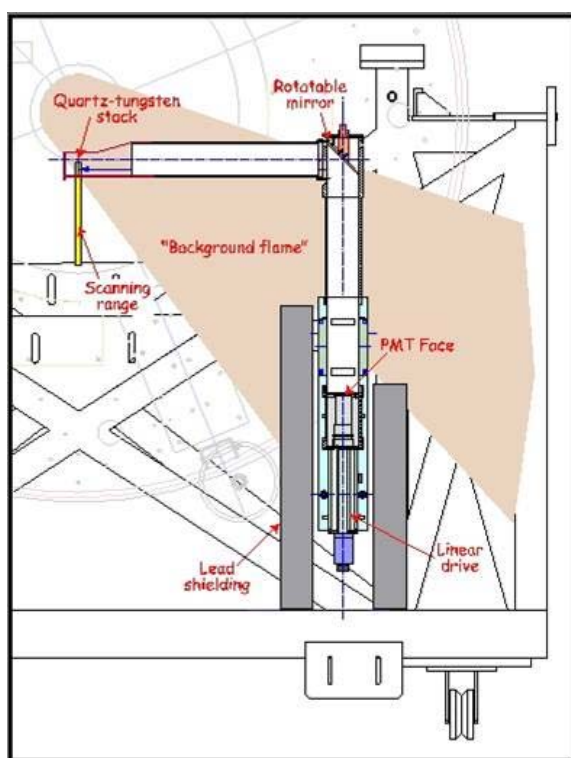 Rotatable
mirror
Quartz-tungsten
stack
"Background flame"
Scanning
range
PMT Face
Lead
shielding
Linear
drive